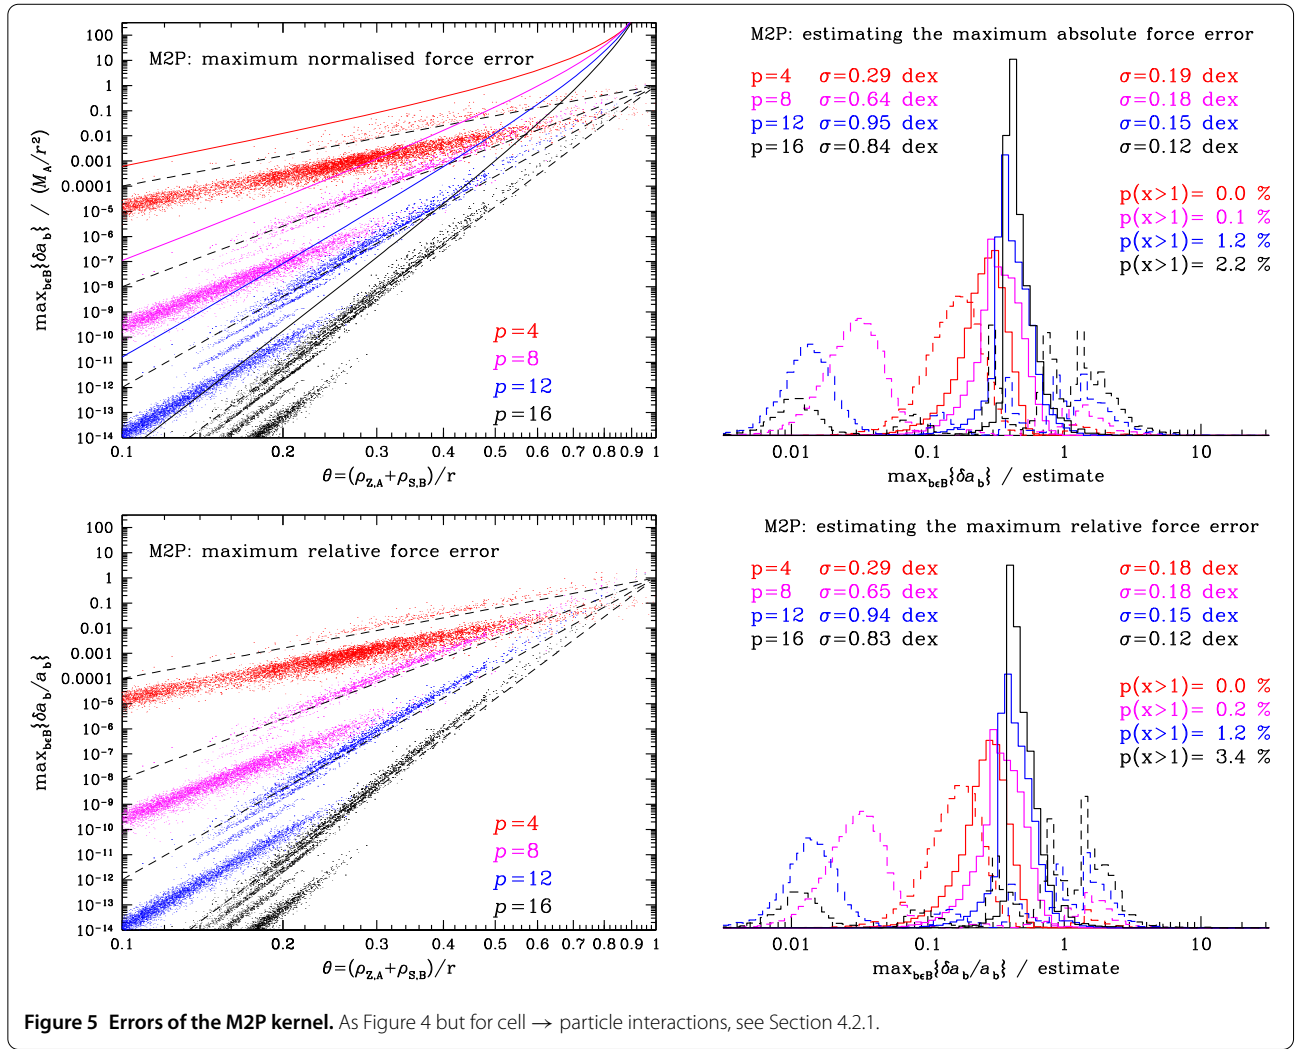 M2P: maximum normalised force error
max_{bϵB}{δa_b} / (M_A/r²)
100
10
1
0.1
0.01
0.001
0.0001
10⁻⁵
10⁻⁶
10⁻⁷
10⁻⁸
10⁻⁹
10⁻¹⁰
10⁻¹¹
10⁻¹²
10⁻¹³
10⁻¹⁴
p=4
p=8
p=12
p=16
0.1 0.2 0.3 0.4 0.5 0.6 0.7 0.8 0.9 1
θ=(ρ_{Z,A}+ρ_{S,B})/r
M2P: estimating the maximum absolute force error
p=4 σ=0.29 dex σ=0.19 dex
p=8 σ=0.64 dex σ=0.18 dex
p=12 σ=0.95 dex σ=0.15 dex
p=16 σ=0.84 dex σ=0.12 dex
p(x>1)= 0.0 %
p(x>1)= 0.1 %
p(x>1)= 1.2 %
p(x>1)= 2.2 %
0.01 0.1 1 10
max_{bϵB}{δa_b} / estimate
M2P: maximum relative force error
max_{bϵB}{δa_b/a_b}
100
10
1
0.1
0.01
0.001
0.0001
10⁻⁵
10⁻⁶
10⁻⁷
10⁻⁸
10⁻⁹
10⁻¹⁰
10⁻¹¹
10⁻¹²
10⁻¹³
10⁻¹⁴
p=4
p=8
p=12
p=16
0.1 0.2 0.3 0.4 0.5 0.6 0.7 0.8 0.9 1
θ=(ρ_{Z,A}+ρ_{S,B})/r
M2P: estimating the maximum relative force error
p=4 σ=0.29 dex σ=0.18 dex
p=8 σ=0.65 dex σ=0.18 dex
p=12 σ=0.94 dex σ=0.15 dex
p=16 σ=0.83 dex σ=0.12 dex
p(x>1)= 0.0 %
p(x>1)= 0.2 %
p(x>1)= 1.2 %
p(x>1)= 3.4 %
0.01 0.1 1 10
max_{bϵB}{δa_b/a_b} / estimate
Figure 5 Errors of the M2P kernel. As Figure 4 but for cell → particle interactions, see Section 4.2.1.